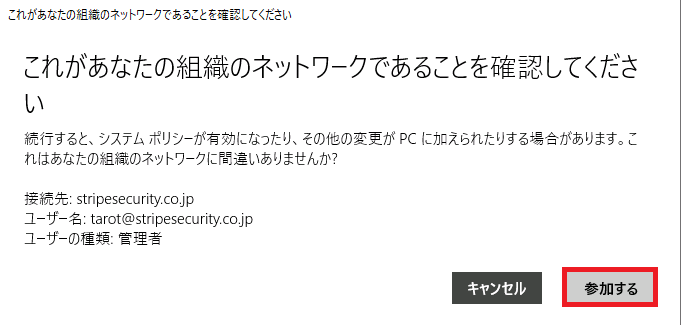 これがあなたの組織のネットワークであることを確認してください
これがあなたの組織のネットワークであることを確認してくださ
い
続行すると、システム ポリシーが有効になったり、その他の変更が PC に加えられたりする場合があります。こ
れはあなたの組織のネットワークに間違いありませんか?
接続先: stripesecurity.co.jp
ユーザー名: tarot@stripesecurity.co.jp
ユーザーの種類: 管理者
キャンセル
参加する